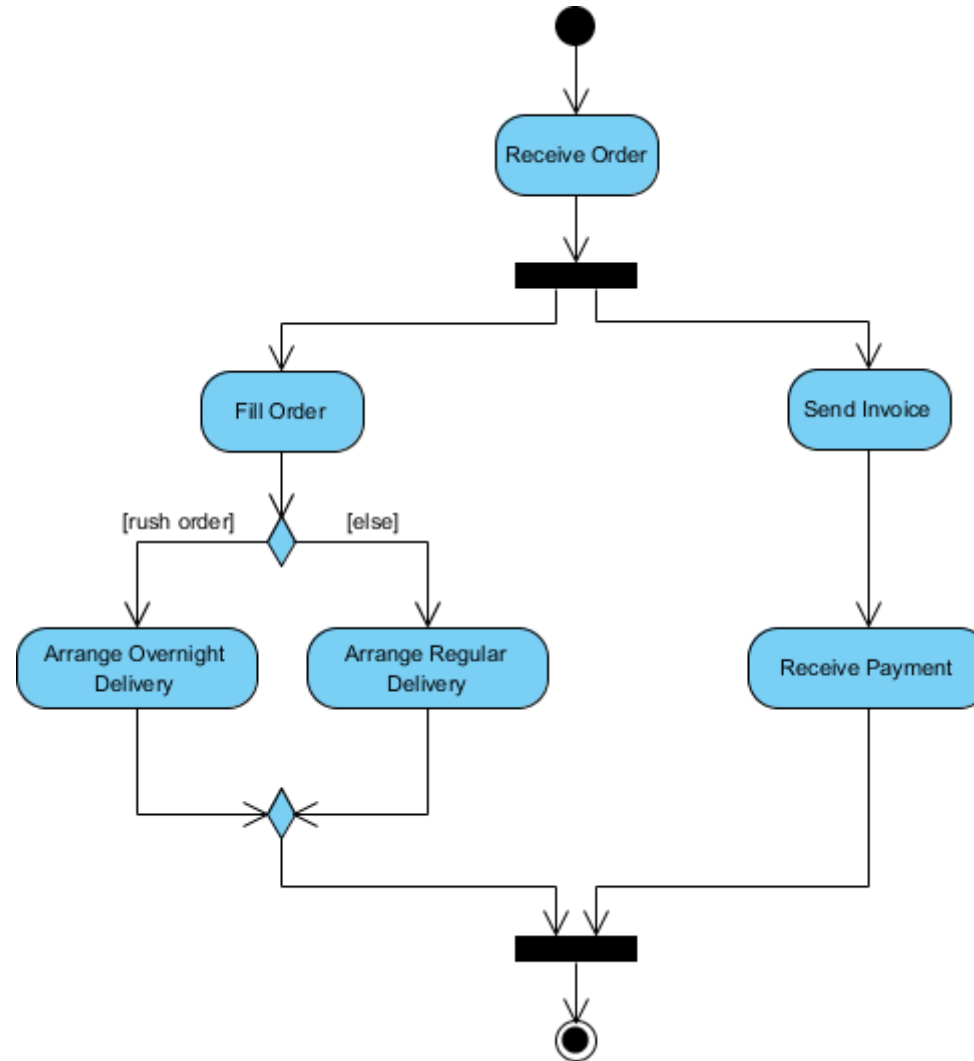 Receive Order
Fill Order
Send Invoice
[rush order]
[else]
Arrange Overnight
Delivery
Arrange Regular
Delivery
Receive Payment